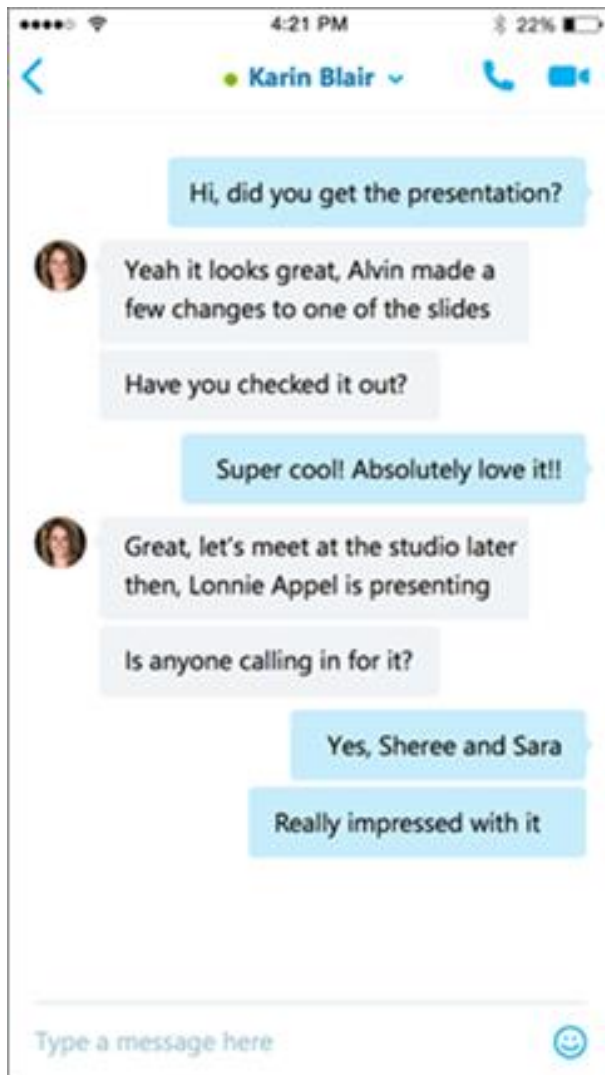 4:21 PM
22%
Karin Blair
Hi, did you get the presentation?
Yeah it looks great, Alvin made a
few changes to one of the slides
Have you checked it out?
Super cool! Absolutely love it!!
Great, let's meet at the studio later
then, Lonnie Appel is presenting
Is anyone calling in for it?
Yes, Sheree and Sara
Really impressed with it
Type a message here